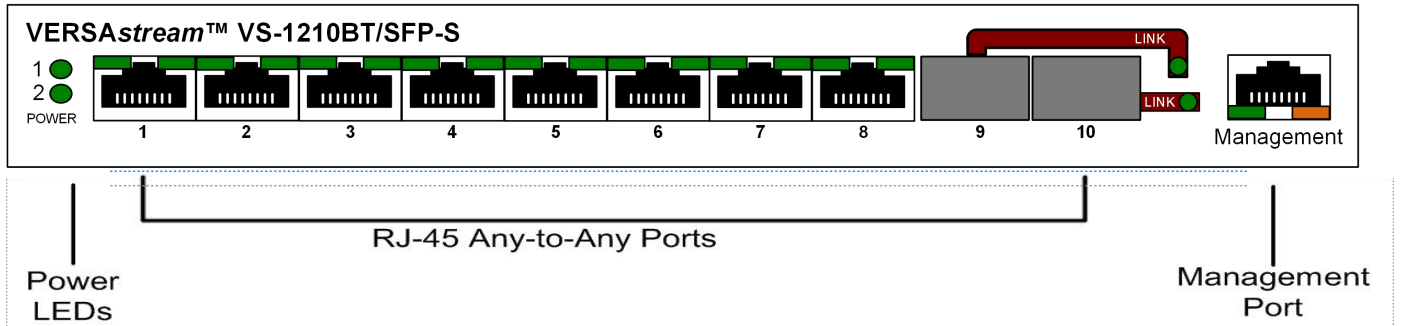 VERSAstream™ VS-1210BT/SFP-S
LINK
1
2
POWER
LINK
1 2 3 4 5 6 7 8 9 10
Management
RJ-45 Any-to-Any Ports
Power
LEDs
Management
Port